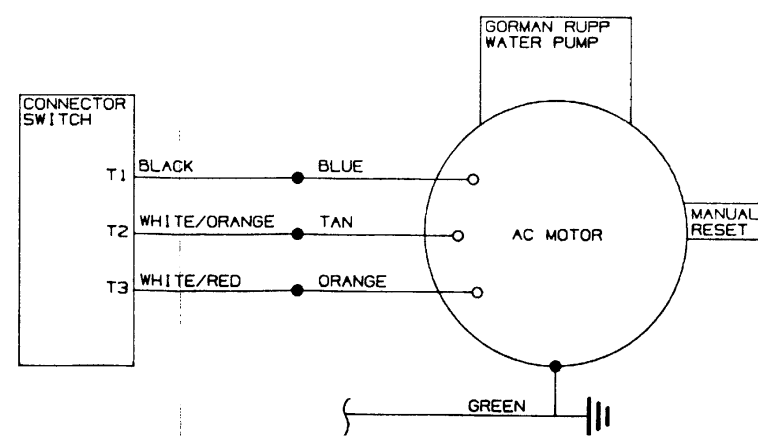 GORMAN RUPP
WATER PUMP
CONNECTOR
SWITCH
T1 BLACK BLUE
T2 WHITE/ORANGE TAN
AC MOTOR
MANUAL
RESET
T3 WHITE/RED ORANGE
GREEN